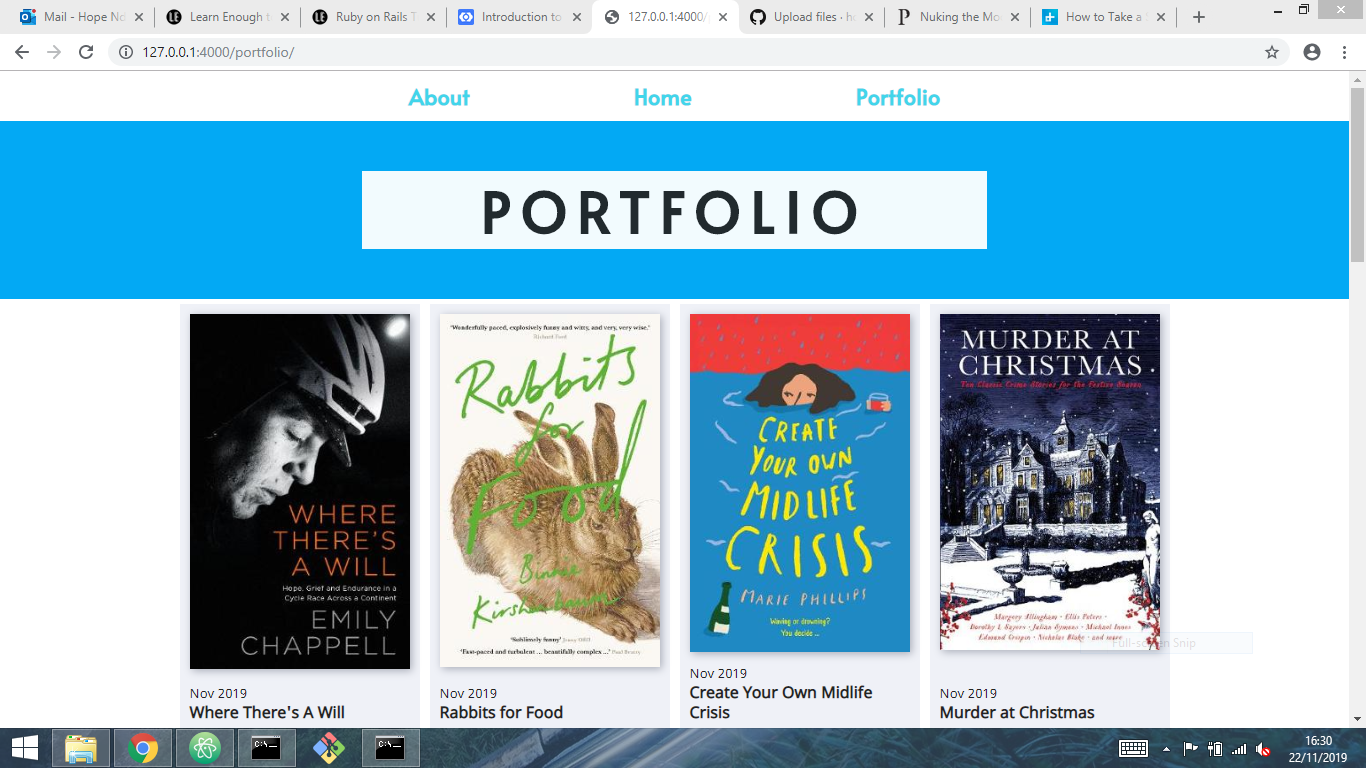 Mail - Hope No
Learn Enough t
Ruby on Rails T
Introduction to
127.0.0.1:4000/
Upload files · h
Nuking the Mo
How to Take a
127.0.0.1:4000/portfolio/
About Home Portfolio
PORTFOLIO
WHERE
THERE'S
A WILL
Hope, Grief and Endurance in a
Cycle Race Across a Continent
EMILY
CHAPPELL
Nov 2019
Where There's A Will
'Wonderfully paced, explosively funny and witty, and very, very wise.'
Richard Ford
Rabbits
for
Food
Binnie
Kirshenbaum
'Sublimely funny'
'Fast-paced and turbulent ... beautifully complex ...' Paul Beatty
Nov 2019
Rabbits for Food
CREATE
YOUR OWN
MIDLIFE
CRISIS
MARIE PHILLIPS
Waving or drowning?
You decide ...
Nov 2019
Create Your Own Midlife
Crisis
MURDER AT
CHRISTMAS
Ten Classic Crime Stories for the Festive Season
Margery Allingham · Ellis Peters ·
Dorothy L Sayers · Julian Symons · Michael Innes
Edmund Crispin · Nicholas Blake · and more
Full-screen Snip
Nov 2019
Murder at Christmas
C:\
C:\
16:30
22/11/2019